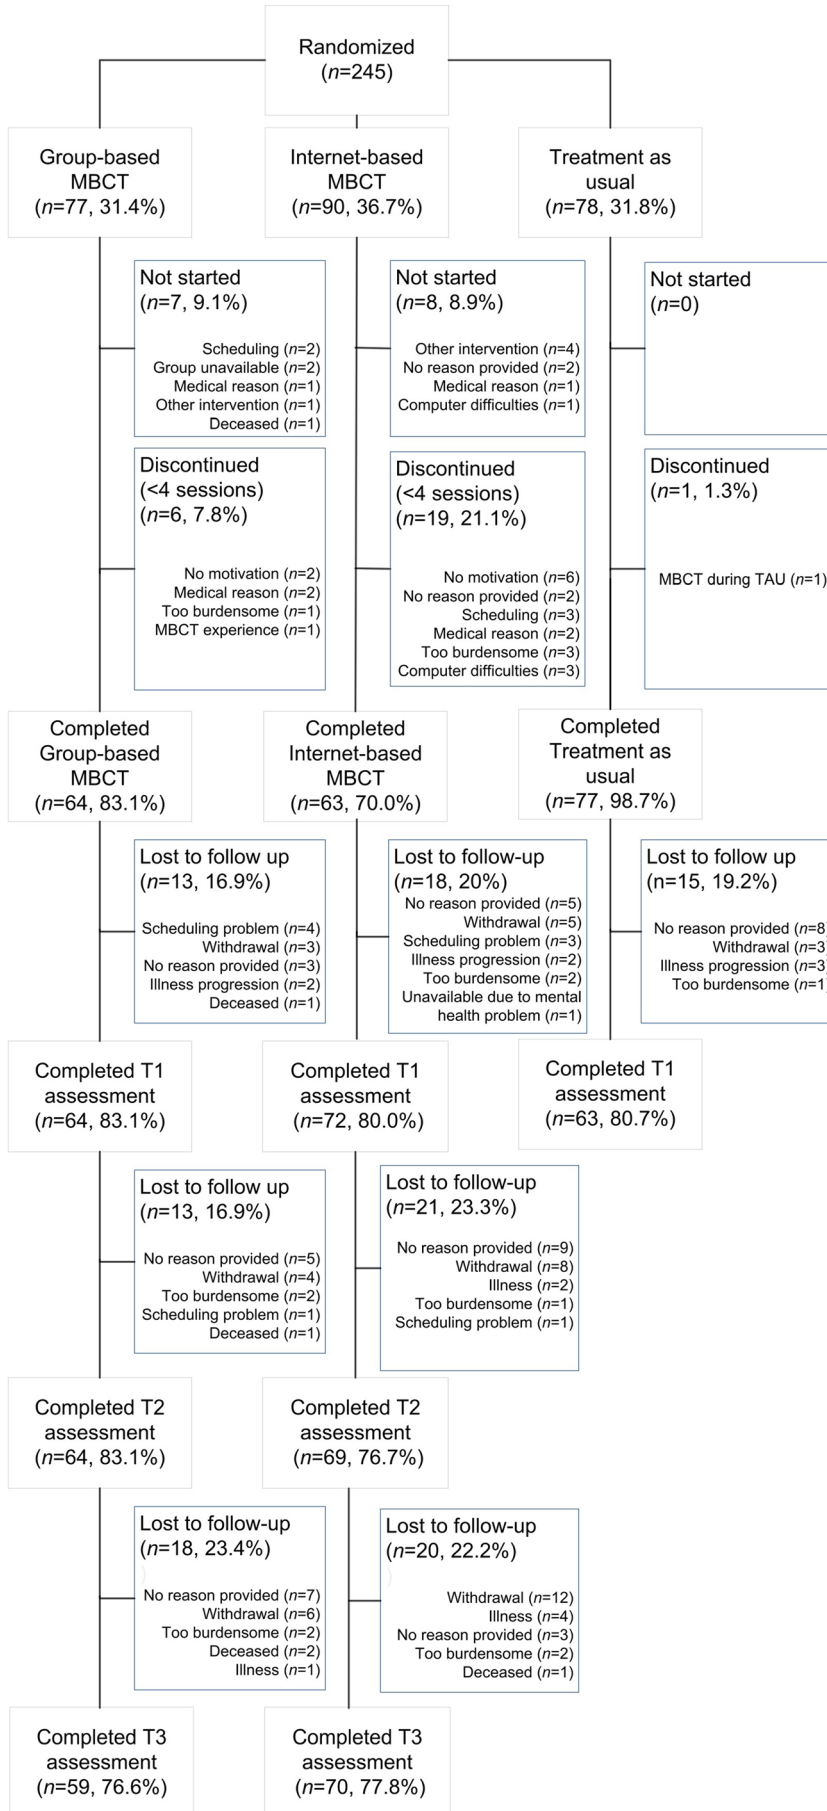 Randomized
(n=245)
Group-based
MBCT
(n=77, 31.4%)
Internet-based
MBCT
(n=90, 36.7%)
Treatment as
usual
(n=78, 31.8%)
Not started
(n=7, 9.1%)
Scheduling (n=2)
Group unavailable (n=2)
Medical reason (n=1)
Other intervention (n=1)
Deceased (n=1)
Not started
(n=8, 8.9%)
Other intervention (n=4)
No reason provided (n=2)
Medical reason (n=1)
Computer difficulties (n=1)
Not started
(n=0)
Discontinued
(<4 sessions)
(n=6, 7.8%)
No motivation (n=2)
Medical reason (n=2)
Too burdensome (n=1)
MBCT experience (n=1)
Discontinued
(<4 sessions)
(n=19, 21.1%)
No motivation (n=6)
No reason provided (n=2)
Scheduling (n=3)
Medical reason (n=2)
Too burdensome (n=3)
Computer difficulties (n=3)
Discontinued
(n=1, 1.3%)
MBCT during TAU (n=1)
Completed
Group-based
MBCT
(n=64, 83.1%)
Completed
Internet-based
MBCT
(n=63, 70.0%)
Completed
Treatment as
usual
(n=77, 98.7%)
Lost to follow up
(n=13, 16.9%)
Scheduling problem (n=4)
Withdrawal (n=3)
No reason provided (n=3)
Illness progression (n=2)
Deceased (n=1)
Lost to follow-up
(n=18, 20%)
No reason provided (n=5)
Withdrawal (n=5)
Scheduling problem (n=3)
Illness progression (n=2)
Too burdensome (n=2)
Unavailable due to mental
health problem (n=1)
Lost to follow up
(n=15, 19.2%)
No reason provided (n=8)
Withdrawal (n=3)
Illness progression (n=3)
Too burdensome (n=1)
Completed T1
assessment
(n=64, 83.1%)
Completed T1
assessment
(n=72, 80.0%)
Completed T1
assessment
(n=63, 80.7%)
Lost to follow up
(n=13, 16.9%)
No reason provided (n=5)
Withdrawal (n=4)
Too burdensome (n=2)
Scheduling problem (n=1)
Deceased (n=1)
Lost to follow-up
(n=21, 23.3%)
No reason provided (n=9)
Withdrawal (n=8)
Illness (n=2)
Too burdensome (n=1)
Scheduling problem (n=1)
Completed T2
assessment
(n=64, 83.1%)
Completed T2
assessment
(n=69, 76.7%)
Lost to follow-up
(n=18, 23.4%)
No reason provided (n=7)
Withdrawal (n=6)
Too burdensome (n=2)
Deceased (n=2)
Illness (n=1)
Lost to follow-up
(n=20, 22.2%)
Withdrawal (n=12)
Illness (n=4)
No reason provided (n=3)
Too burdensome (n=2)
Deceased (n=1)
Completed T3
assessment
(n=59, 76.6%)
Completed T3
assessment
(n=70, 77.8%)